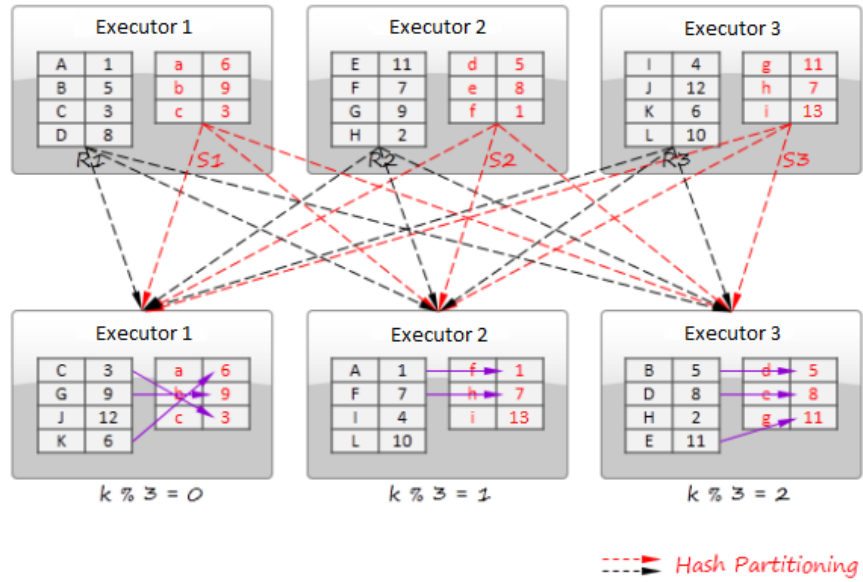 Executor 1
A 1 a 6
B 5 b 9
C 3 c 3
D 8
R1 S1
Executor 2
E 11 d 5
F 7 e 8
G 9 f 1
H 2
R2 S2
Executor 3
I 4 g 11
J 12 h 7
K 6 i 13
L 10
R3 S3
Executor 1
C 3 a 6
G 9 b 9
J 12 c 3
K 6
k % 3 = 0
Executor 2
A 1 f 1
F 7 h 7
I 4 i 13
L 10
k % 3 = 1
Executor 3
B 5 d 5
D 8 e 8
H 2 g 11
E 11
k % 3 = 2
Hash Partitioning